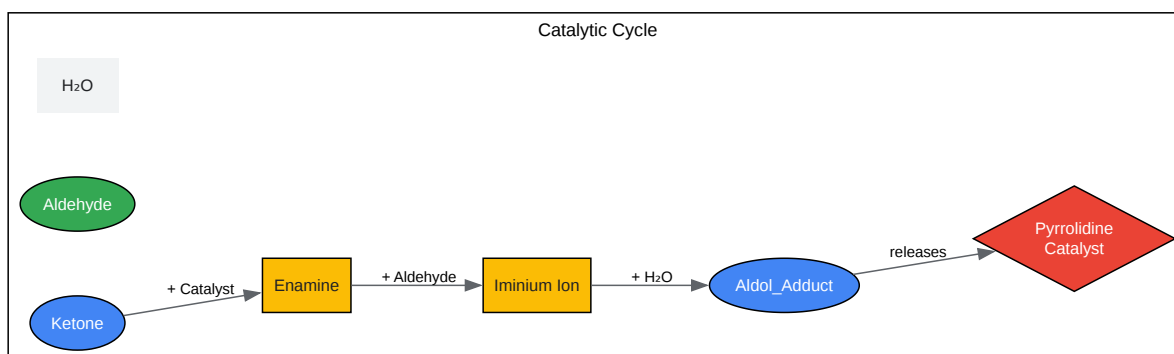 Catalytic Cycle
H₂O
Aldehyde
Ketone
+ Catalyst
Enamine
+ Aldehyde
Iminium Ion
+ H₂O
Aldol_Adduct
releases
Pyrrolidine
Catalyst